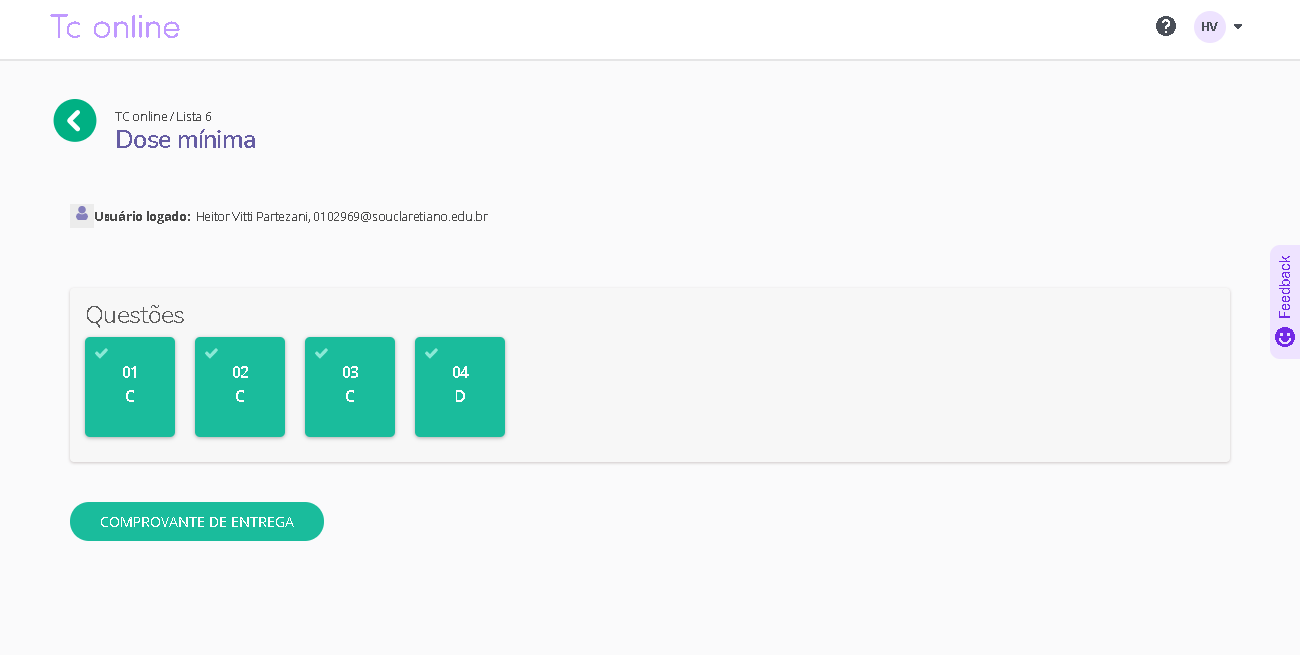 Tc online
HV
TC online / Lista 6
Dose mínima
Usuário logado: Heitor Vitti Partezani, 0102969@souclaretiano.edu.br
Feedback
Questões
01
C
02
C
03
C
04
D
COMPROVANTE DE ENTREGA